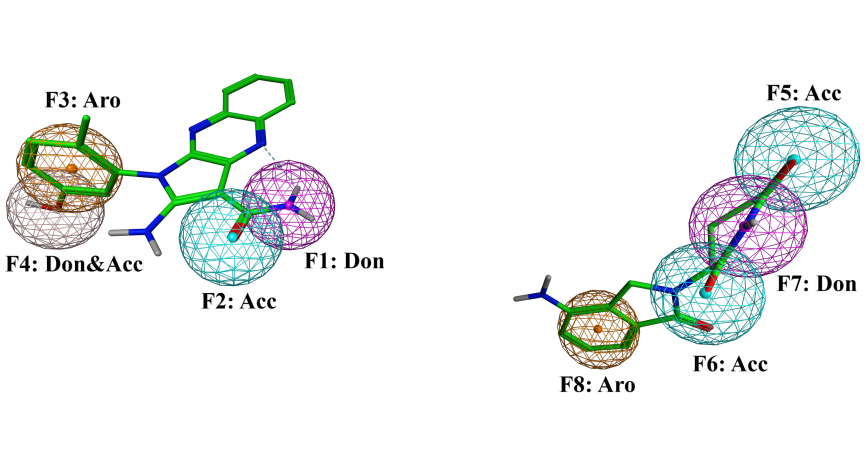 F3: Aro
F4: Don&Acc
F2: Acc
F1: Don
F5: Acc
F7: Don
F6: Acc
F8: Aro